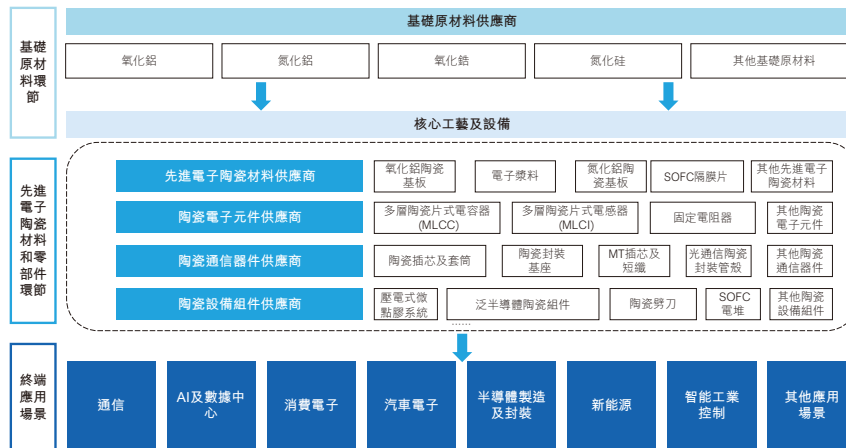 基礎原材料供應商
基礎
原材
料環
節
氧化鋁
氮化鋁
氧化鋯
氮化硅
其他基礎原材料
核心工藝及設備
先進
電子
陶瓷
材料
和零
部件
環節
先進電子陶瓷材料供應商
氧化鋁陶瓷
基板
電子漿料
氮化鋁陶
瓷基板
SOFC隔膜片
其他先進電子
陶瓷材料
陶瓷電子元件供應商
多層陶瓷片式電容器
(MLCC)
多層陶瓷片式電感器
(MLCI)
固定電阻器
其他陶瓷
電子元件
陶瓷通信器件供應商
陶瓷插芯及套筒
陶瓷封裝
基座
MT插芯及
短纖
光通信陶瓷
封裝管殼
其他陶瓷
通信器件
陶瓷設備組件供應商
壓電式微
點膠系統
泛半導體陶瓷組件
陶瓷劈刀
SOFC
電堆
其他陶瓷
設備組件
......
終端
應用
場景
通信
AI及數據中
心
消費電子
汽車電子
半導體製造
及封裝
新能源
智能工業
控制
其他應用
場景